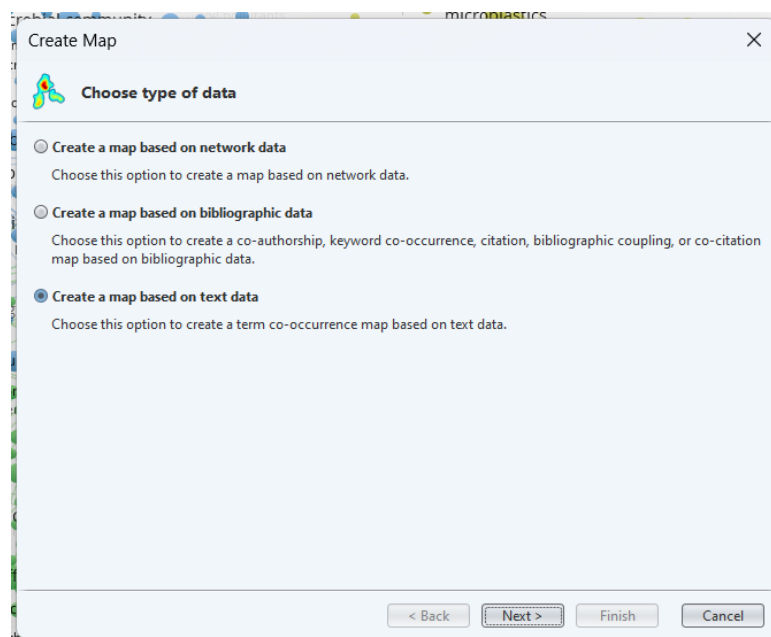 microbial community
microplastics
Create Map
Choose type of data
Create a map based on network data
Choose this option to create a map based on network data.
Create a map based on bibliographic data
Choose this option to create a co-authorship, keyword co-occurrence, citation, bibliographic coupling, or co-citation
map based on bibliographic data.
Create a map based on text data
Choose this option to create a term co-occurrence map based on text data.
< Back
Next >
Finish
Cancel